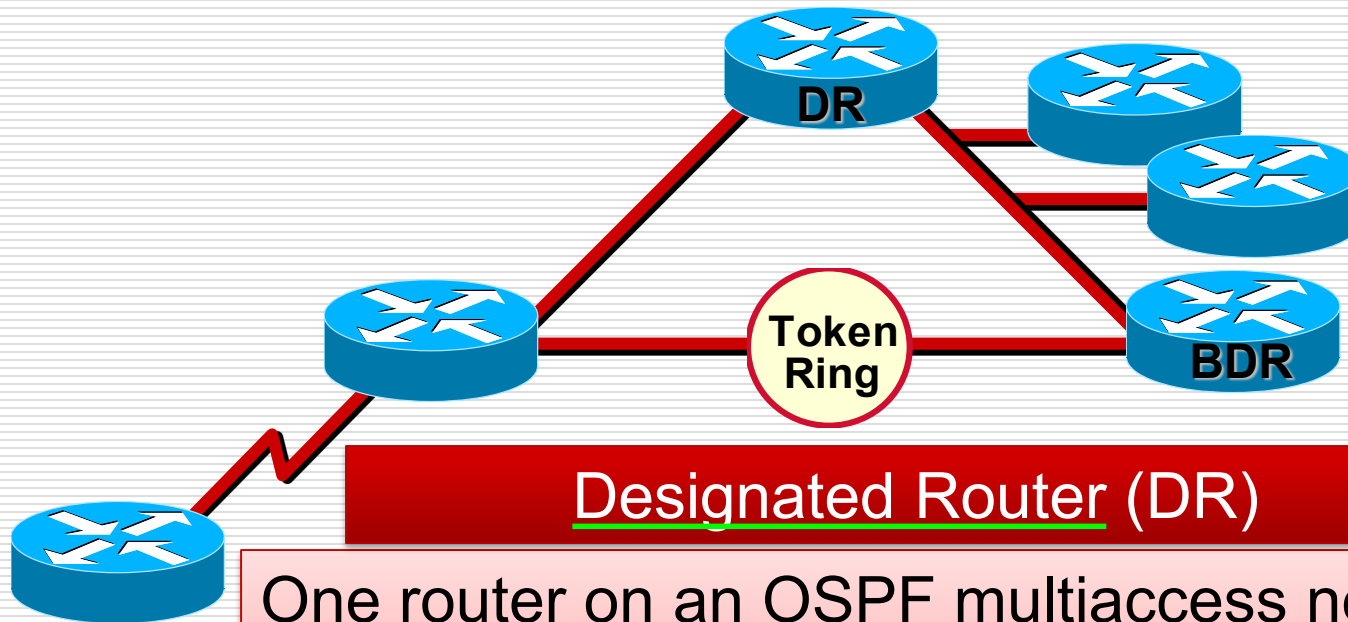 DR
Token
Ring
BDR
Designated Router (DR)
One router on an OSPF multiaccess